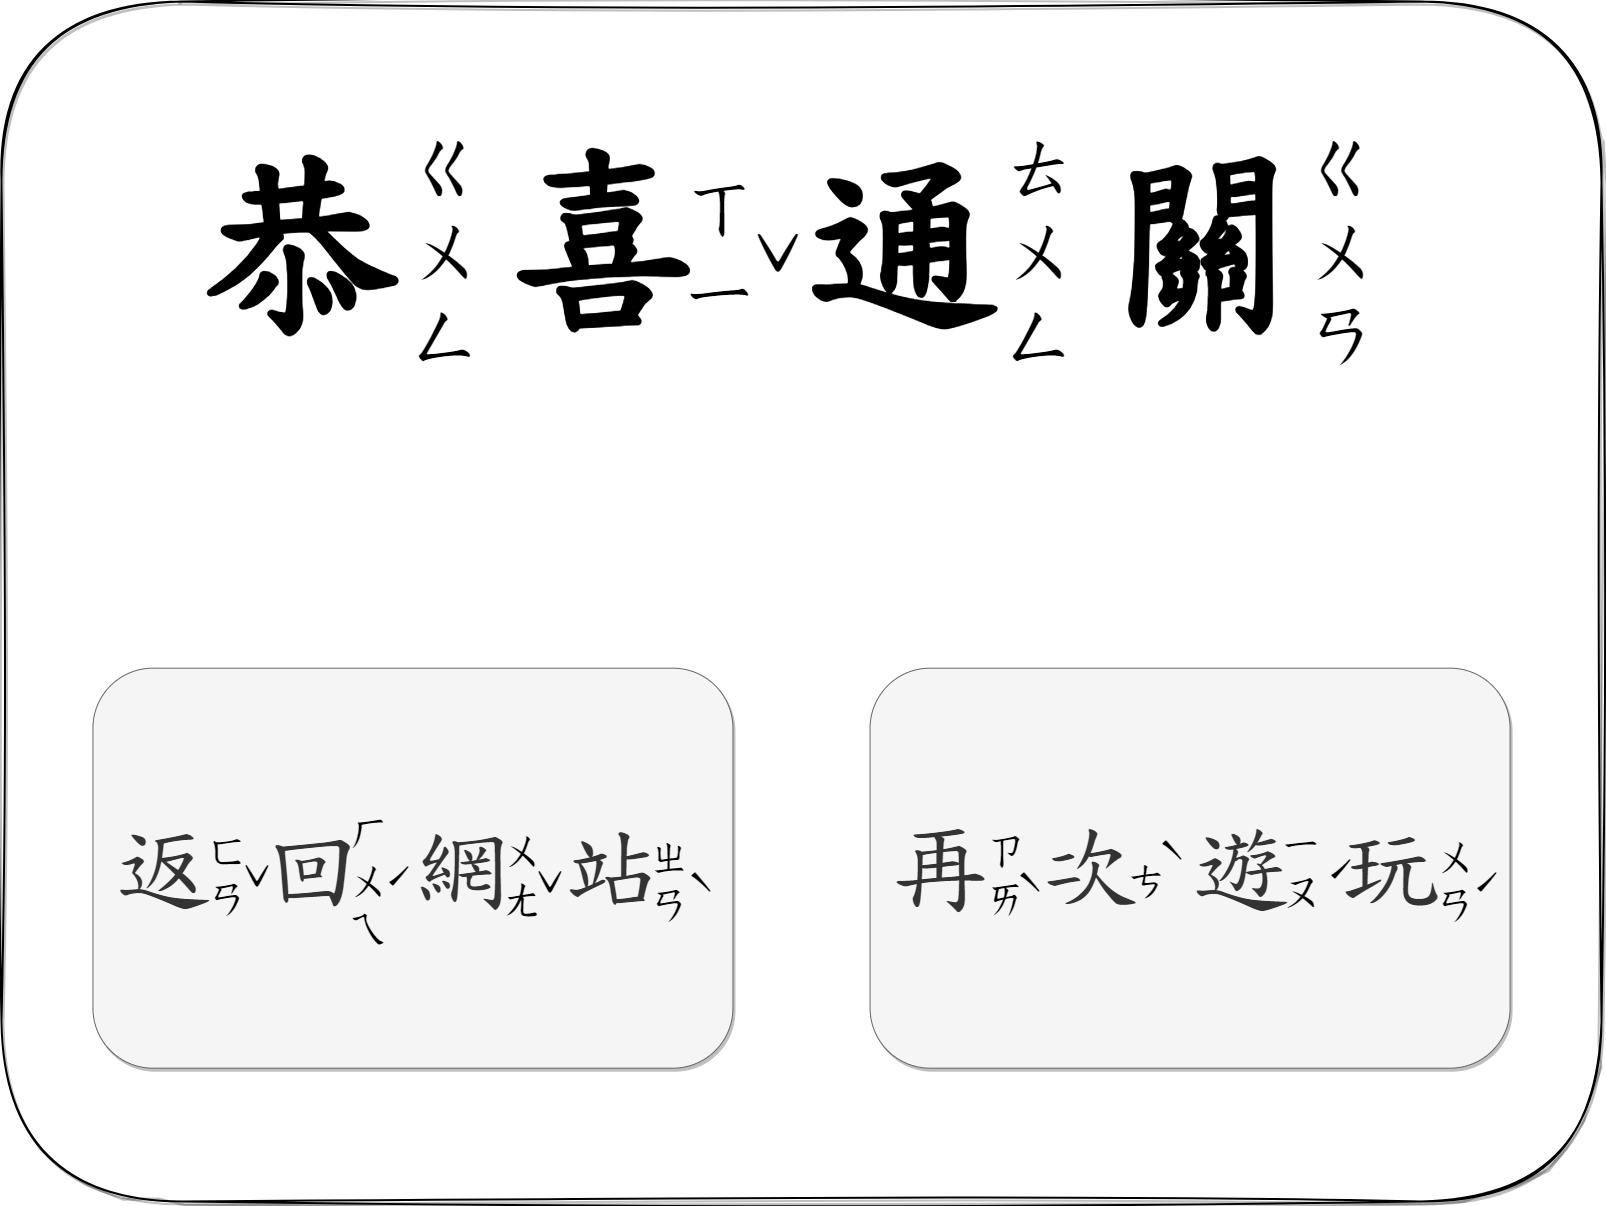 恭ㄍㄨㄥ喜ㄒㄧˇ通ㄊㄨㄥ關ㄍㄨㄢ
返ㄈㄢˇ回ㄏㄨㄟˊ網ㄨㄤˇ站ㄓㄢˋ
再ㄗㄞˋ次ㄘˋ遊ㄧㄡˊ玩ㄨㄢˊ